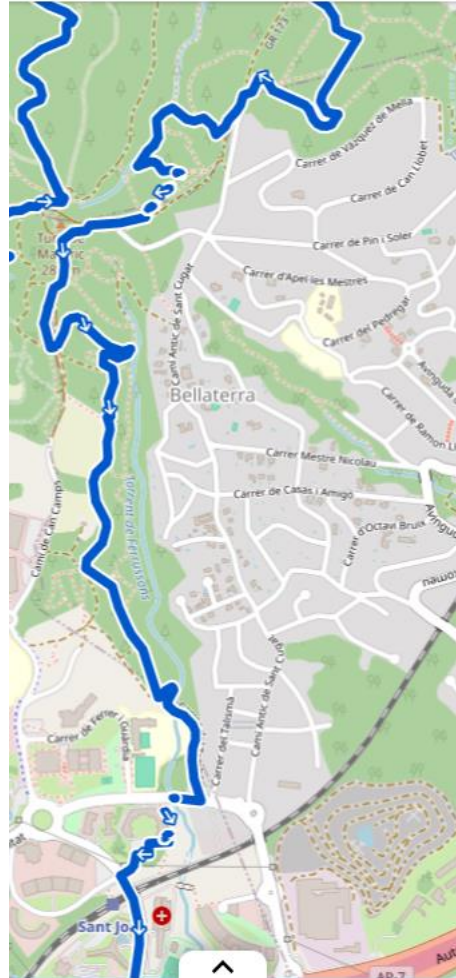 GR 173
Carrer de Vázquez de Mella
Carrer de Can Llobet
Carrer de Pin i Soler
Carrer d'Apel·les Mestres
Carrer del Pedregar
Camí Antic de Sant Cugat
Bellaterra
Carrer de Ramon Ll
Carrer Mestre Nicolau
Carrer de Casas i Amigó
Carrer d'Octavi Bruix
Camí de Can Camps
Torrent de Ferrussons
Camí Antic de Sant Cugat
Carrer del Talismà
Carrer de Ferrer i Guàrdia
Sant Jo
AP-7
Aut